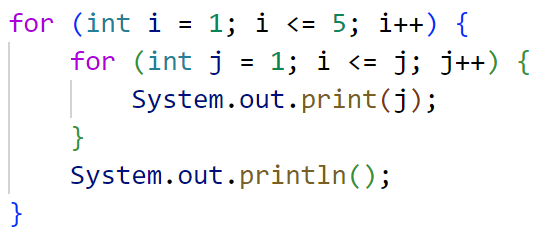 for (int i = 1; i <= 5; i++) {
    for (int j = 1; i <= j; j++) {
        System.out.print(j);
    }
    System.out.println();
}